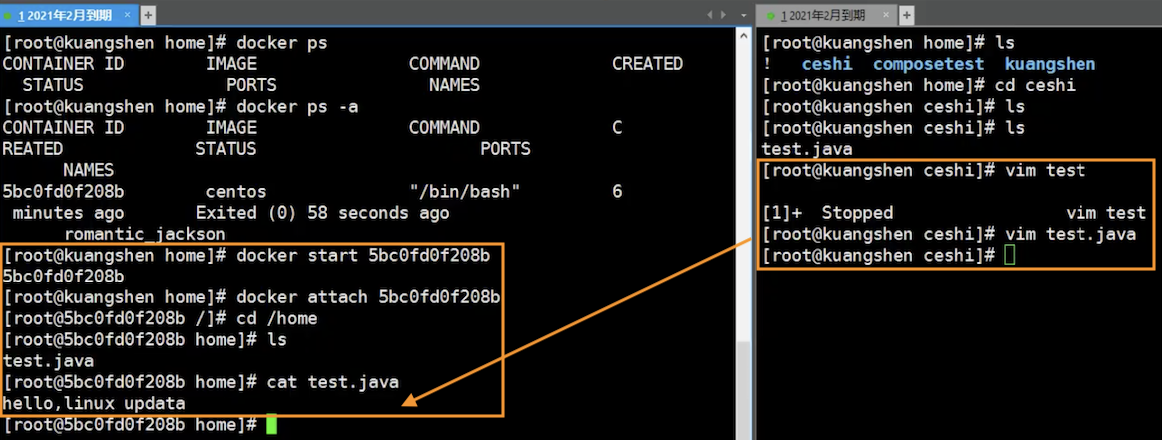 1 2021年2月到期 × +
[root@kuangshen home]# docker ps
CONTAINER ID IMAGE COMMAND CREATED
STATUS PORTS NAMES
[root@kuangshen home]# docker ps -a
CONTAINER ID IMAGE COMMAND C
REATED STATUS PORTS
NAMES
5bc0fd0f208b centos "/bin/bash" 6
minutes ago Exited (0) 58 seconds ago
romantic_jackson
[root@kuangshen home]# docker start 5bc0fd0f208b
5bc0fd0f208b
[root@kuangshen home]# docker attach 5bc0fd0f208b
[root@5bc0fd0f208b /]# cd /home
[root@5bc0fd0f208b home]# ls
test.java
[root@5bc0fd0f208b home]# cat test.java
hello,linux updata
[root@5bc0fd0f208b home]#
1 2021年2月到期 × +
[root@kuangshen home]# ls
! ceshi composetest kuangshen
[root@kuangshen home]# cd ceshi
[root@kuangshen ceshi]# ls
[root@kuangshen ceshi]# ls
test.java
[root@kuangshen ceshi]# vim test
[1]+ Stopped vim test
[root@kuangshen ceshi]# vim test.java
[root@kuangshen ceshi]#